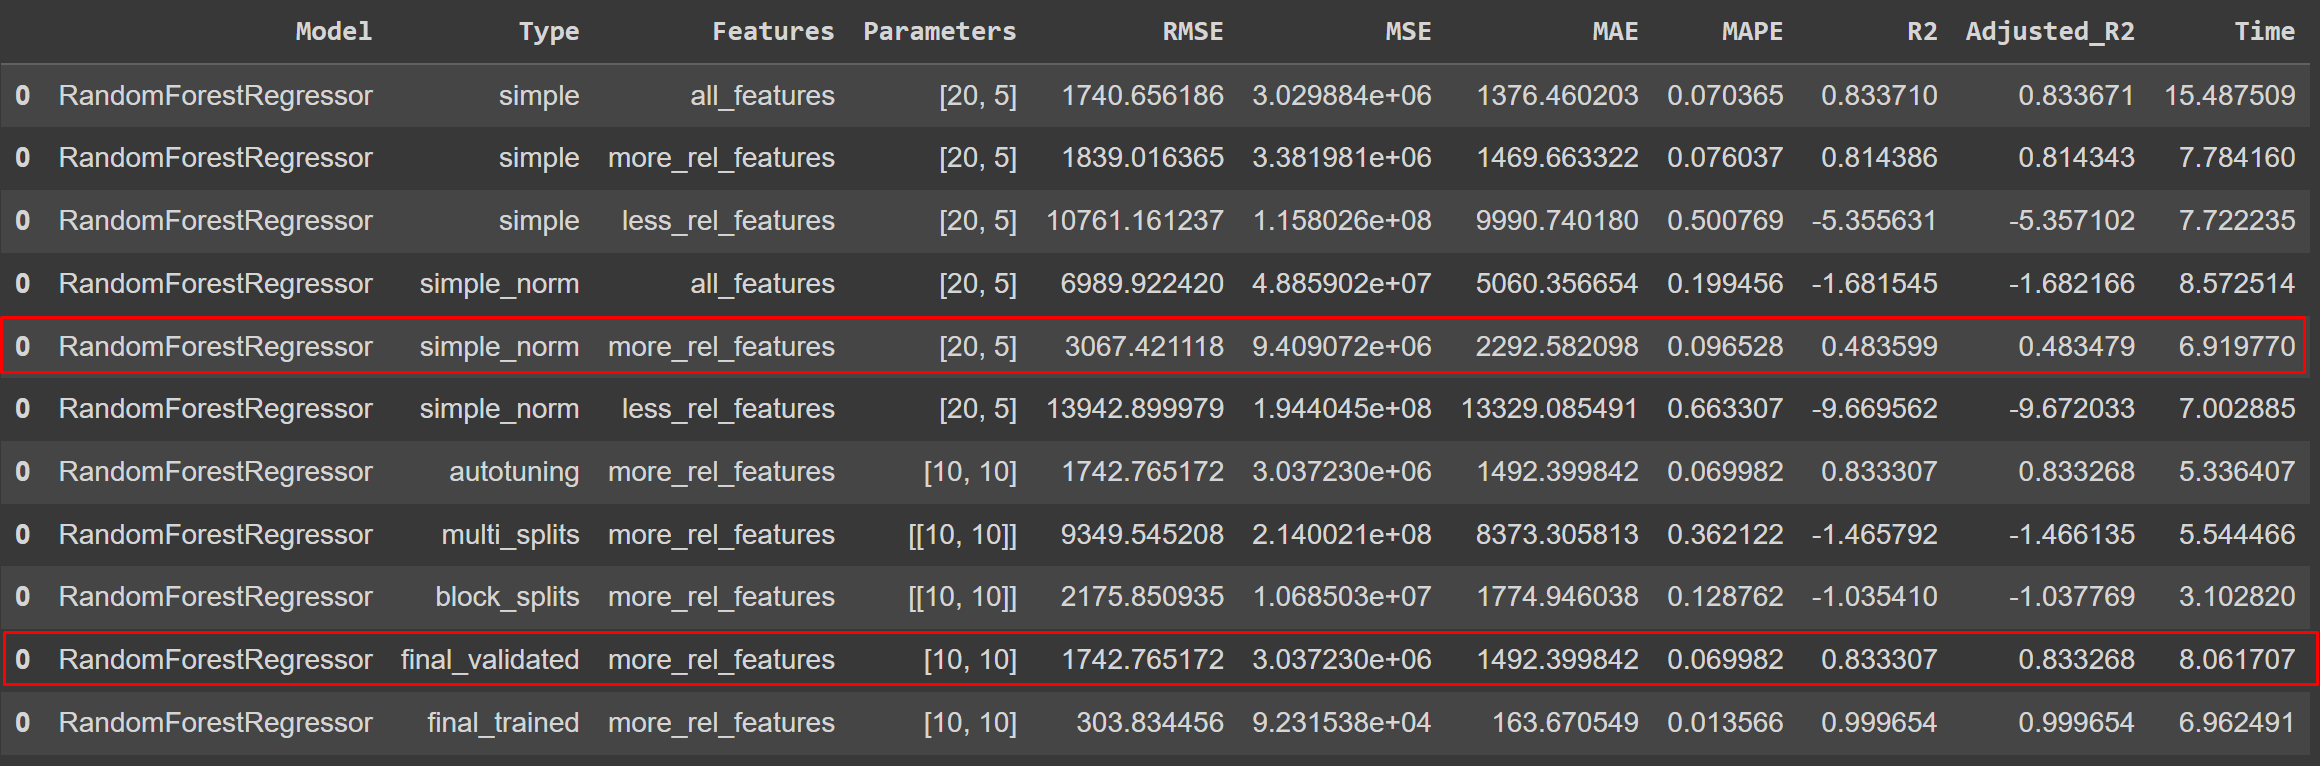 Model Type Features Parameters RMSE MSE MAE MAPE R2 Adjusted_R2 Time
0 RandomForestRegressor simple all_features [20, 5] 1740.656186 3.029884e+06 1376.460203 0.070365 0.833710 0.833671 15.487509
0 RandomForestRegressor simple more_rel_features [20, 5] 1839.016365 3.381981e+06 1469.663322 0.076037 0.814386 0.814343 7.784160
0 RandomForestRegressor simple less_rel_features [20, 5] 10761.161237 1.158026e+08 9990.740180 0.500769 -5.355631 -5.357102 7.722235
0 RandomForestRegressor simple_norm all_features [20, 5] 6989.922420 4.885902e+07 5060.356654 0.199456 -1.681545 -1.682166 8.572514
0 RandomForestRegressor simple_norm more_rel_features [20, 5] 3067.421118 9.409072e+06 2292.582098 0.096528 0.483599 0.483479 6.919770
0 RandomForestRegressor simple_norm less_rel_features [20, 5] 13942.899979 1.944045e+08 13329.085491 0.663307 -9.669562 -9.672033 7.002885
0 RandomForestRegressor autotuning more_rel_features [10, 10] 1742.765172 3.037230e+06 1492.399842 0.069982 0.833307 0.833268 5.336407
0 RandomForestRegressor multi_splits more_rel_features [[10, 10]] 9349.545208 2.140021e+08 8373.305813 0.362122 -1.465792 -1.466135 5.544466
0 RandomForestRegressor block_splits more_rel_features [[10, 10]] 2175.850935 1.068503e+07 1774.946038 0.128762 -1.035410 -1.037769 3.102820
0 RandomForestRegressor final_validated more_rel_features [10, 10] 1742.765172 3.037230e+06 1492.399842 0.069982 0.833307 0.833268 8.061707
0 RandomForestRegressor final_trained more_rel_features [10, 10] 303.834456 9.231538e+04 163.670549 0.013566 0.999654 0.999654 6.962491